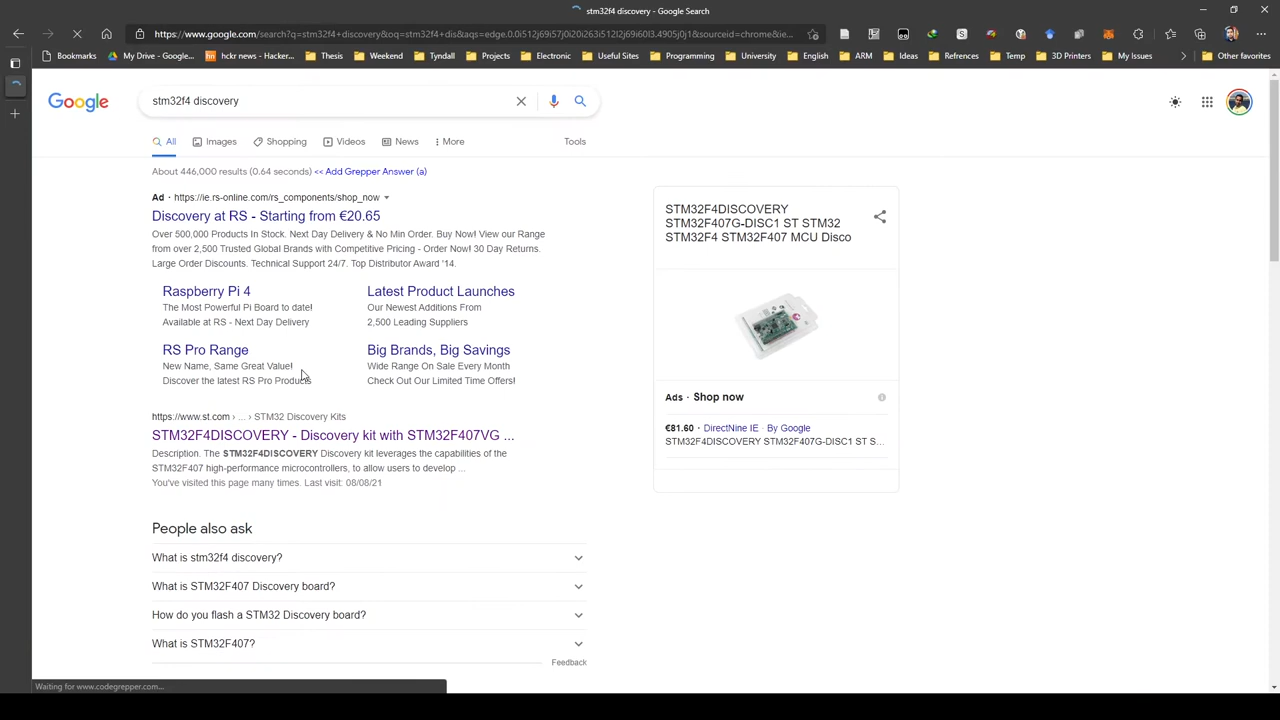 stm32f4 discovery - Google Search
https://www.google.com/search?q=stm32f4+discovery&oq=stm32f4+dis&aqs=edge.0.0i512j69i57j0i20i263i512l2j69i60l3.4905j0j1&sourceid=chrome&ie...
Bookmarks My Drive - Google... hckr news - Hacker... Thesis Tyndall Projects Electronic Useful Sites Programming University English ARM Ideas Refrences Tyndall Temp 3D Printers My Stories Other favorites
Google
stm32f4 discovery
All Images Shopping Videos News More Tools
About 446,000 results (0.64 seconds) << Add Grepper Answer (a)
Ad · https://ie.rs-online.com/rs_components/shop_now
Discovery at RS - Starting from €20.65
Over 500,000 Products In Stock. Next Day Delivery & No Min Order. Buy Now! View our Range
from over 2,500 Trusted Global Brands with Competitive Pricing - Order Now! 30 Day Returns.
Large Order Discounts. Technical Support 24/7. Top Distributor Award '14.
Raspberry Pi 4
The Most Powerful Pi Board to date!
Available at RS - Next Day Delivery
Latest Product Launches
Our Newest Additions From
2,500 Leading Suppliers
RS Pro Range
New Name, Same Great Value!
Discover the latest RS Pro Products
Big Brands, Big Savings
Wide Range On Sale Every Month
Check Out Our Limited Time Offers!
https://www.st.com › ... › STM32 Discovery Kits
STM32F4DISCOVERY - Discovery kit with STM32F407VG ...
Description. The STM32F4DISCOVERY Discovery kit leverages the capabilities of the
STM32F407 high-performance microcontrollers, to allow users to develop ...
You've visited this page many times. Last visit: 08/08/21
People also ask
What is stm32f4 discovery?
What is STM32F407 Discovery board?
How do you flash a STM32 Discovery board?
What is STM32F407?
Feedback
STM32F4DISCOVERY
STM32F407G-DISC1 ST STM32
STM32F4 STM32F407 MCU Disco
Ads · Shop now
€81.60 · DirectNine IE · By Google
STM32F4DISCOVERY STM32F407G-DISC1 ST S...
Waiting for www.codegrepper.com...